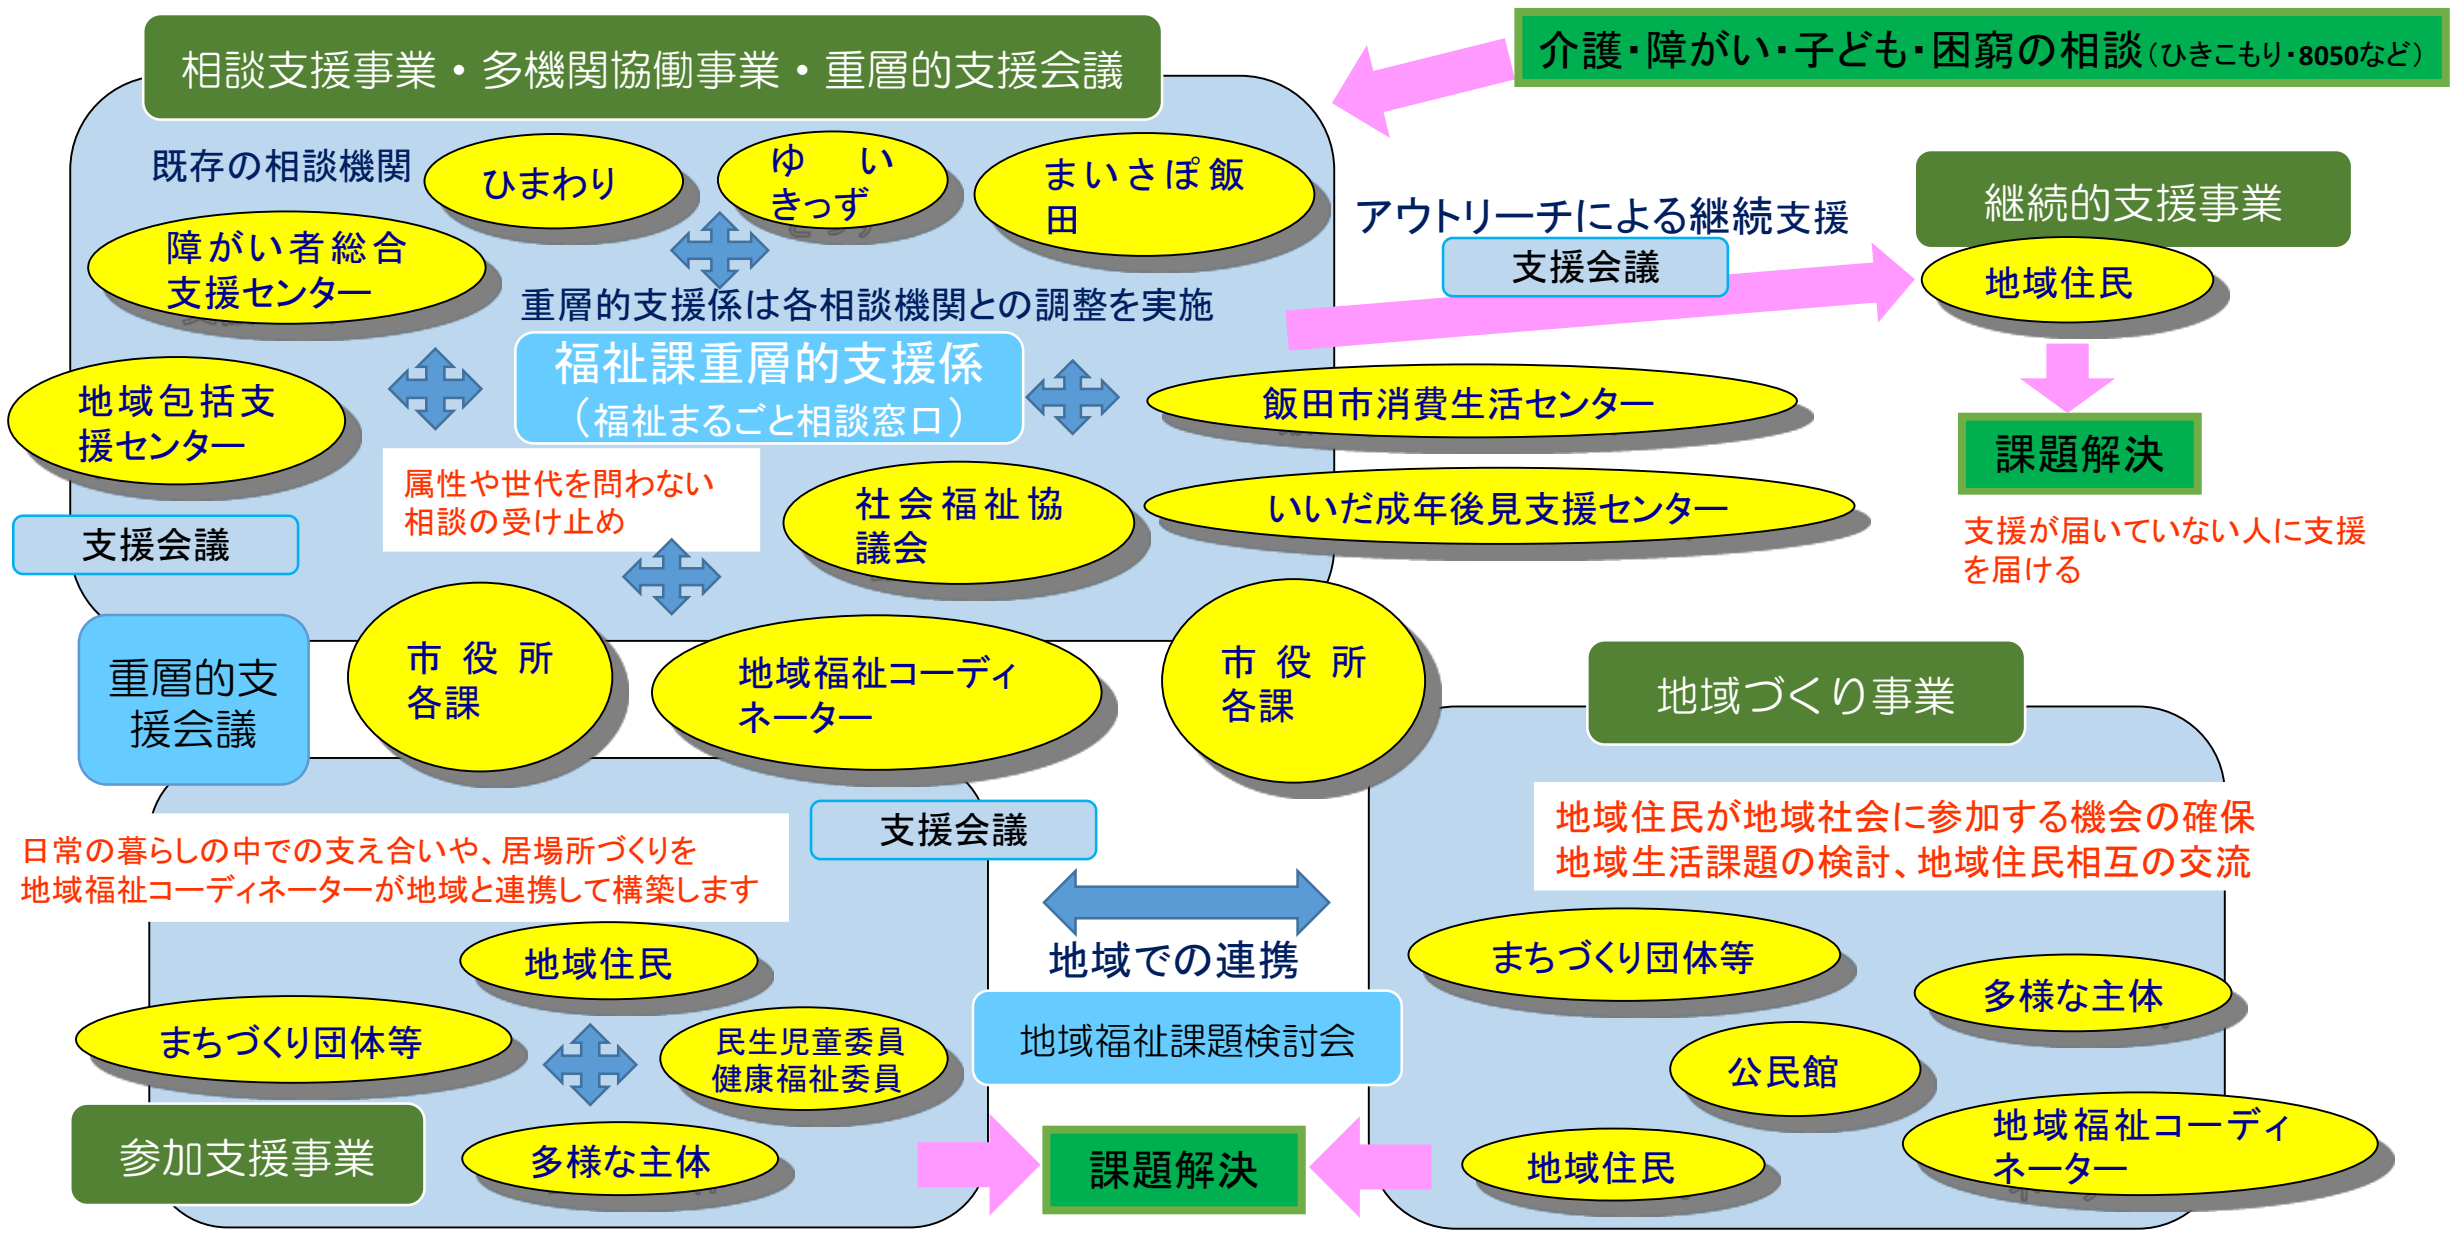 相談支援事業・多機関協働事業・重層的支援会議
介護・障がい・子ども・困窮の相談（ひきこもり・8050など）
既存の相談機関
ひまわり
ゆい
きっず
まいさぽ飯
田
障がい者総合
支援センター
重層的支援係は各相談機関との調整を実施
福祉課重層的支援係
（福祉まるごと相談窓口）
地域包括支
援センター
属性や世代を問わない
相談の受け止め
支援会議
社会福祉協
議会
飯田市消費生活センター
いいだ成年後見支援センター
アウトリーチによる継続支援
支援会議
継続的支援事業
地域住民
課題解決
支援が届いていない人に支援
を届ける
重層的支
援会議
市役所
各課
地域福祉コーディ
ネーター
市役所
各課
支援会議
日常の暮らしの中での支え合いや、居場所づくりを
地域福祉コーディネーターが地域と連携して構築します
地域住民
まちづくり団体等
民生児童委員
健康福祉委員
多様な主体
参加支援事業
地域での連携
地域福祉課題検討会
課題解決
地域づくり事業
地域住民が地域社会に参加する機会の確保
地域生活課題の検討、地域住民相互の交流
まちづくり団体等
多様な主体
公民館
地域福祉コーディ
ネーター
地域住民